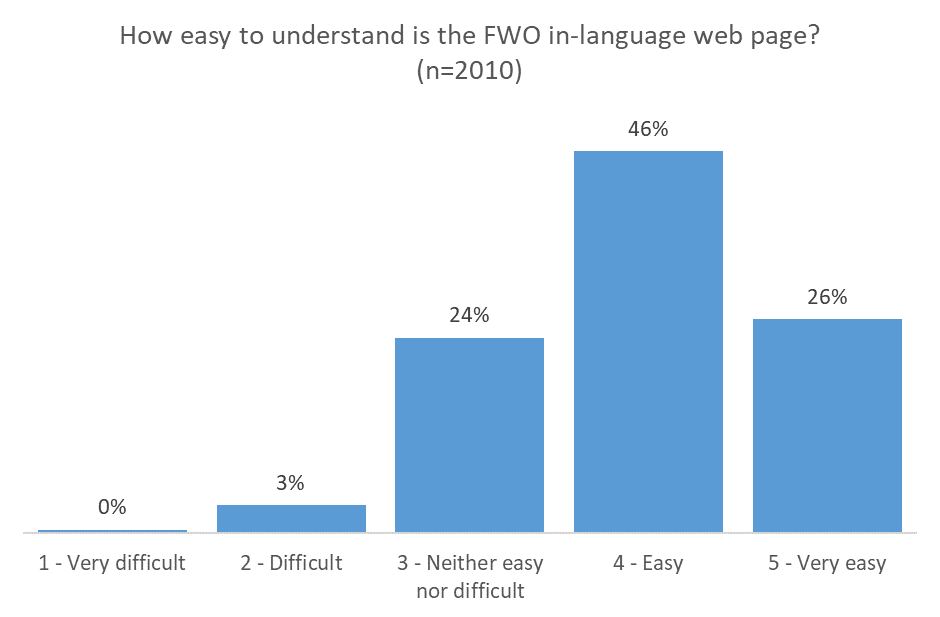 How easy to understand is the FWO in-language web page?
(n=2010)
46%
26%
24%
3%
0%
1 - Very difficult
2 - Difficult
3 - Neither easy
nor difficult
4 - Easy
5 - Very easy